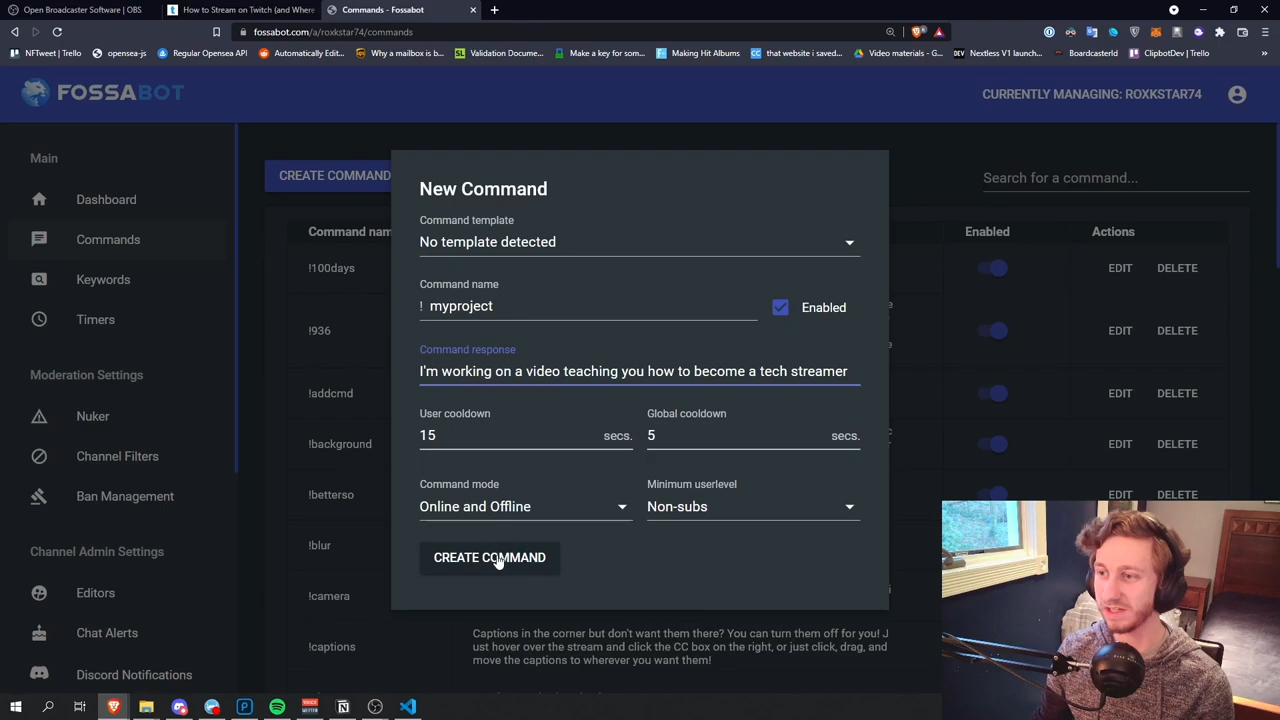 Open Broadcaster Software | OBS
How to Stream on Twitch (and Where
Commands - Fossabot
fossabot.com/a/roxkstar74/commands
NFTweet | Trello
opensea-js
Regular Opensea API
Automatically Edit...
Why a mailbox is b...
Validation Docume...
Make a key for som...
Making Hit Albums
that website i saved...
Video materials - G...
Nextless V1 launch...
BoardcasterId
ClipbotDev | Trello
FOSSABOT
CURRENTLY MANAGING: ROXKSTAR74
Main
Dashboard
Commands
Keywords
Timers
Moderation Settings
Nuker
Channel Filters
Ban Management
Channel Admin Settings
Editors
Chat Alerts
Discord Notifications
CREATE COMMAND
Search for a command...
Command nam
Enabled
Actions
!100days
EDIT
DELETE
!936
EDIT
DELETE
!addcmd
EDIT
DELETE
!background
EDIT
DELETE
!betterso
EDIT
DELETE
!blur
!camera
!captions
Captions in the corner but don't want them there? You can turn them off for you! J
ust hover over the stream and click the CC box on the right, or just click, drag, and
move the captions to wherever you want them!
New Command
Command template
No template detected
Command name
! myproject
Enabled
Command response
I'm working on a video teaching you how to become a tech streamer
User cooldown
15 secs.
Global cooldown
5 secs.
Command mode
Online and Offline
Minimum userlevel
Non-subs
CREATE COMMAND